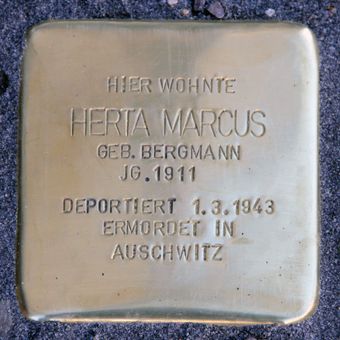 HIER WOHNTE
HERTA MARCUS
GEB. BERGMANN
JG. 1911
DEPORTIERT 1.3.1943
ERMORDET IN
AUSCHWITZ